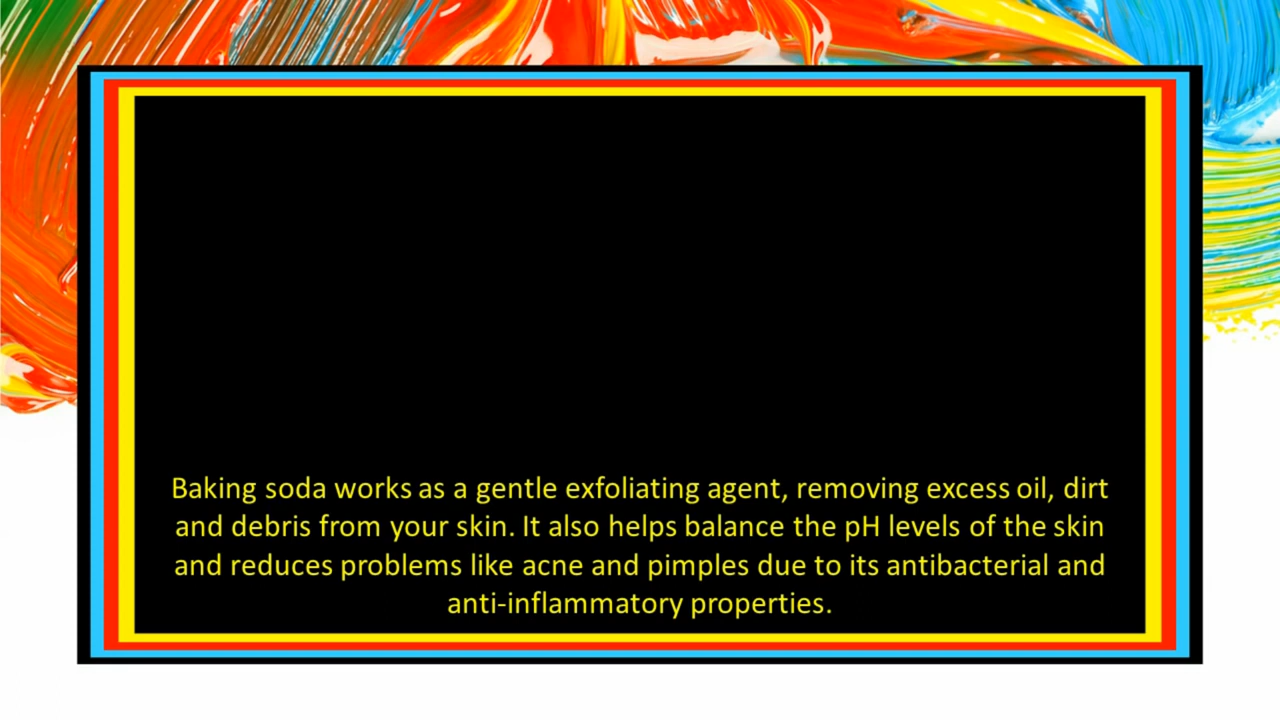 Baking soda works as a gentle exfoliating agent, removing excess oil, dirt
and debris from your skin. It also helps balance the pH levels of the skin
and reduces problems like acne and pimples due to its antibacterial and
anti-inflammatory properties.